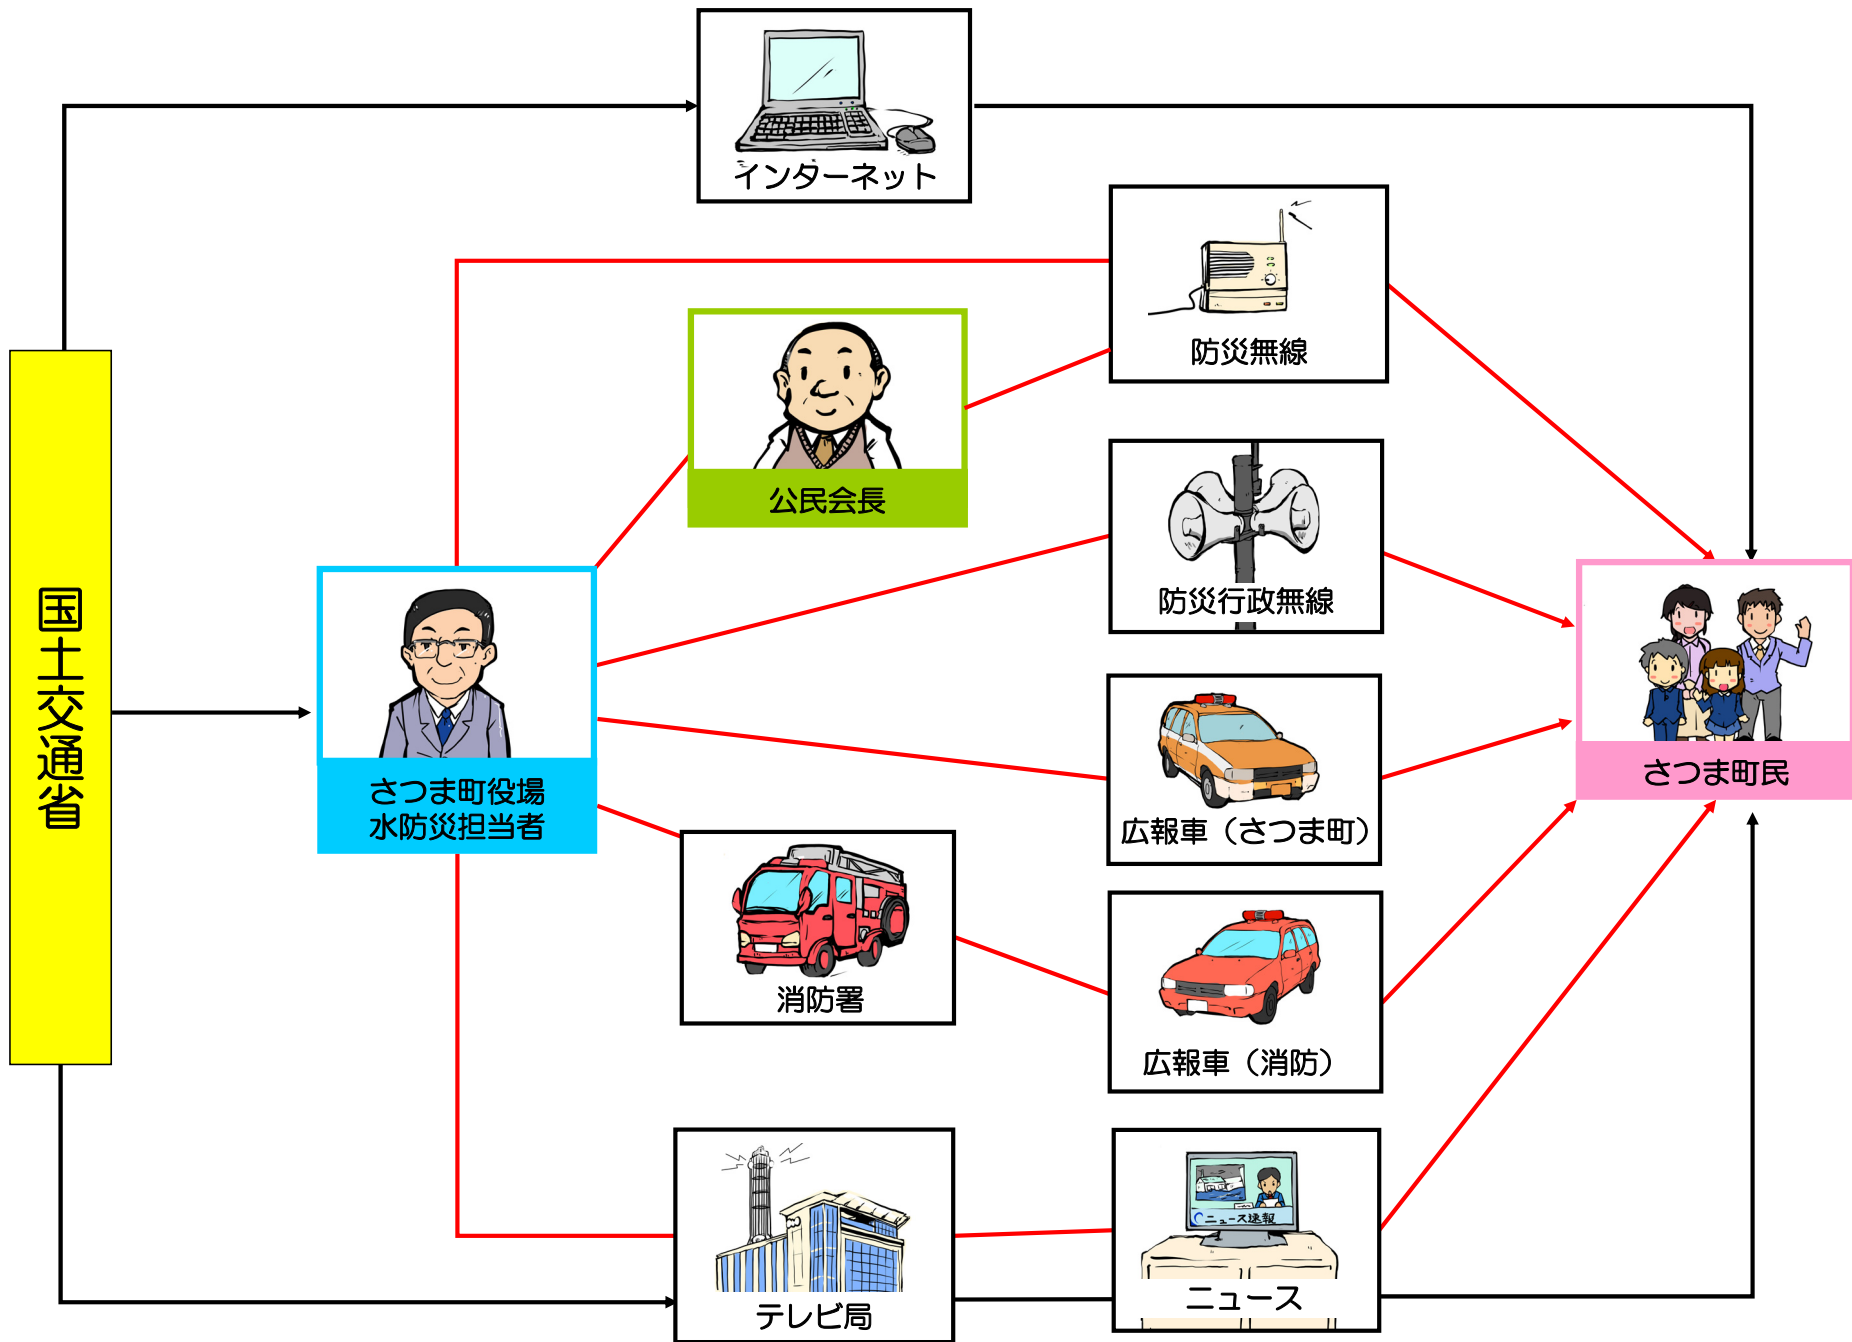 インターネット
防災無線
公民会長
防災行政無線
国土交通省
さつま町役場
水防災担当者
さつま町民
広報車（さつま町）
消防署
広報車（消防）
ニュース速報
テレビ局
ニュース